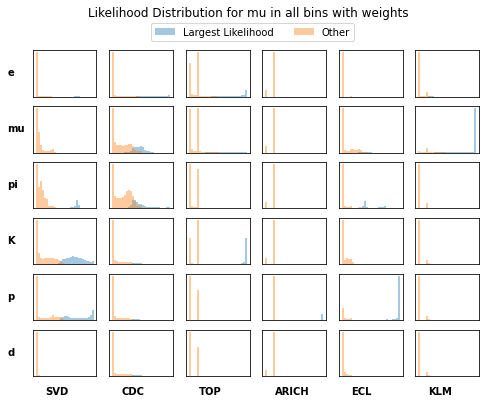 Likelihood Distribution for mu in all bins with weights
Largest Likelihood Other
e
mu
pi
K
p
d
SVD CDC TOP ARICH ECL KLM